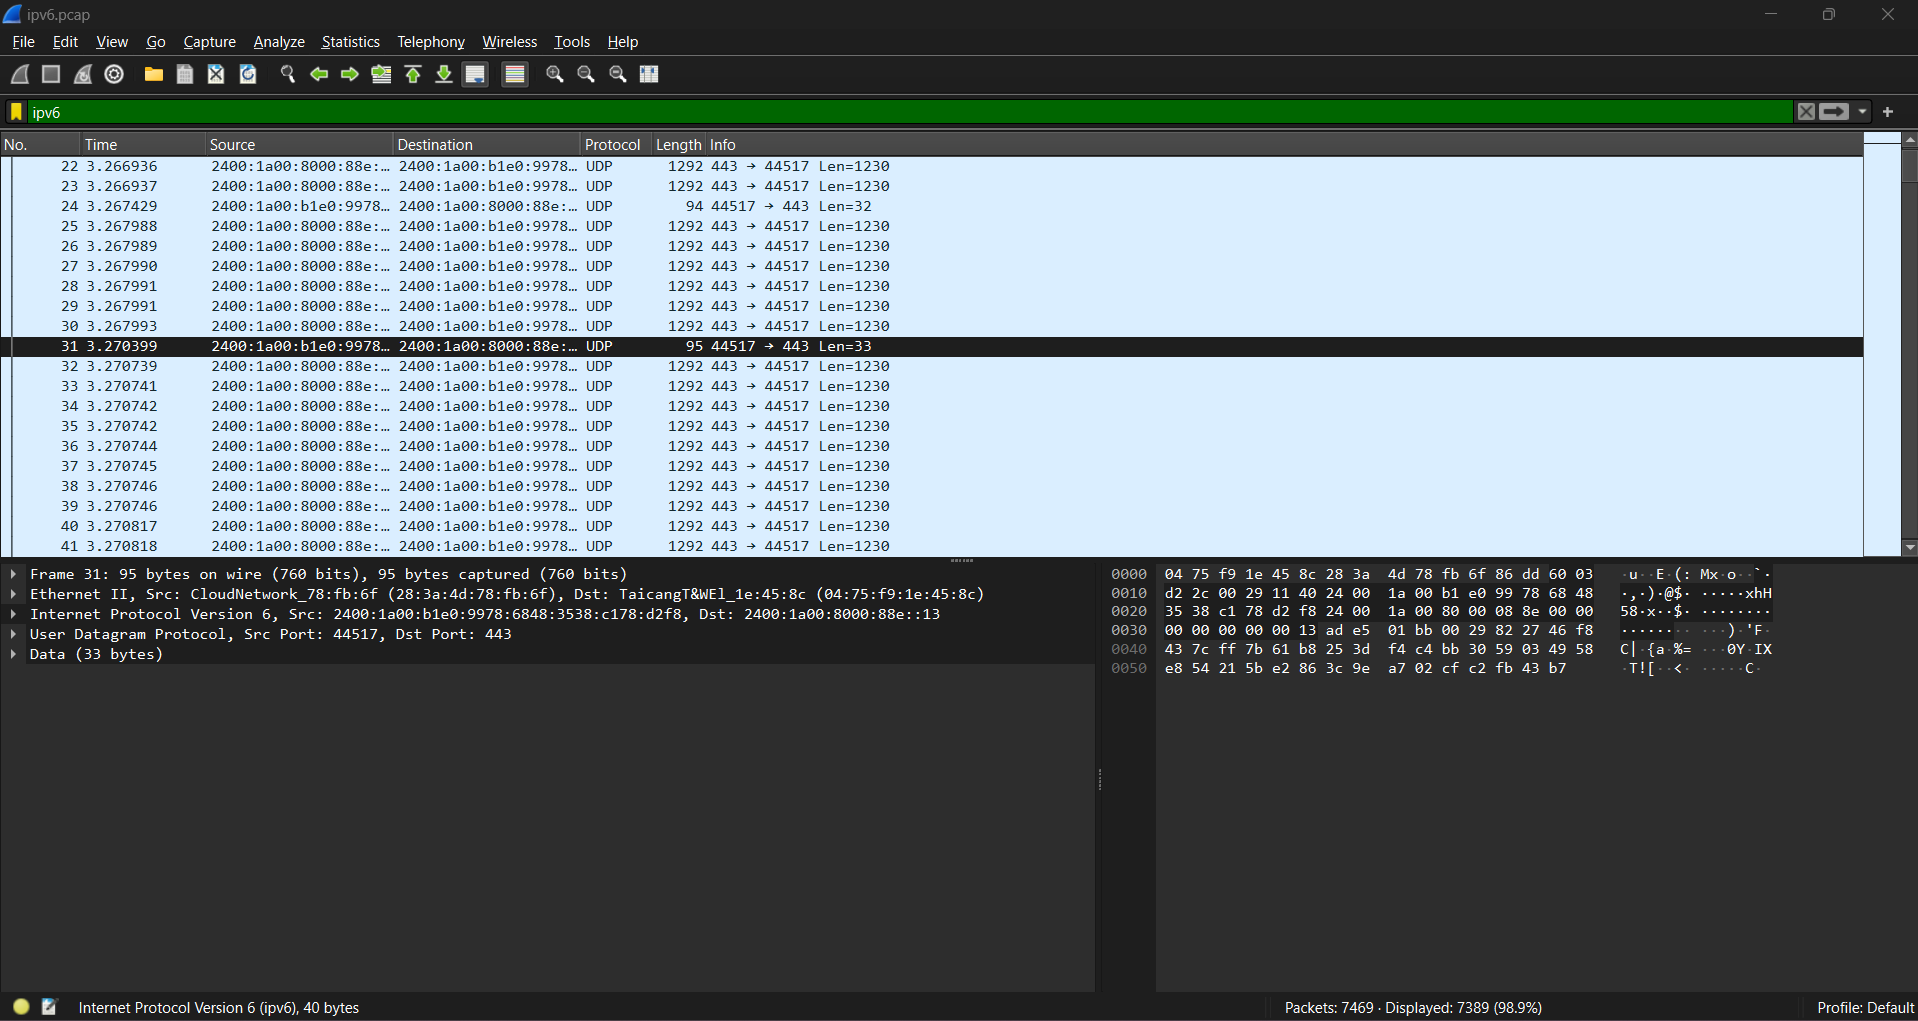 ipv6.pcap
File Edit View Go Capture Analyze Statistics Telephony Wireless Tools Help
ipv6
No. Time Source Destination Protocol Length Info
22 3.266936 2400:1a00:8000:88e:… 2400:1a00:b1e0:9978… UDP 1292 443 → 44517 Len=1230
23 3.266937 2400:1a00:8000:88e:… 2400:1a00:b1e0:9978… UDP 1292 443 → 44517 Len=1230
24 3.267429 2400:1a00:b1e0:9978… 2400:1a00:8000:88e:… UDP 94 44517 → 443 Len=32
25 3.267988 2400:1a00:8000:88e:… 2400:1a00:b1e0:9978… UDP 1292 443 → 44517 Len=1230
26 3.267989 2400:1a00:8000:88e:… 2400:1a00:b1e0:9978… UDP 1292 443 → 44517 Len=1230
27 3.267990 2400:1a00:8000:88e:… 2400:1a00:b1e0:9978… UDP 1292 443 → 44517 Len=1230
28 3.267991 2400:1a00:8000:88e:… 2400:1a00:b1e0:9978… UDP 1292 443 → 44517 Len=1230
29 3.267991 2400:1a00:8000:88e:… 2400:1a00:b1e0:9978… UDP 1292 443 → 44517 Len=1230
30 3.267993 2400:1a00:8000:88e:… 2400:1a00:b1e0:9978… UDP 1292 443 → 44517 Len=1230
31 3.270399 2400:1a00:b1e0:9978… 2400:1a00:8000:88e:… UDP 95 44517 → 443 Len=33
32 3.270739 2400:1a00:8000:88e:… 2400:1a00:b1e0:9978… UDP 1292 443 → 44517 Len=1230
33 3.270741 2400:1a00:8000:88e:… 2400:1a00:b1e0:9978… UDP 1292 443 → 44517 Len=1230
34 3.270742 2400:1a00:8000:88e:… 2400:1a00:b1e0:9978… UDP 1292 443 → 44517 Len=1230
35 3.270742 2400:1a00:8000:88e:… 2400:1a00:b1e0:9978… UDP 1292 443 → 44517 Len=1230
36 3.270744 2400:1a00:8000:88e:… 2400:1a00:b1e0:9978… UDP 1292 443 → 44517 Len=1230
37 3.270745 2400:1a00:8000:88e:… 2400:1a00:b1e0:9978… UDP 1292 443 → 44517 Len=1230
38 3.270746 2400:1a00:8000:88e:… 2400:1a00:b1e0:9978… UDP 1292 443 → 44517 Len=1230
39 3.270746 2400:1a00:8000:88e:… 2400:1a00:b1e0:9978… UDP 1292 443 → 44517 Len=1230
40 3.270817 2400:1a00:8000:88e:… 2400:1a00:b1e0:9978… UDP 1292 443 → 44517 Len=1230
41 3.270818 2400:1a00:8000:88e:… 2400:1a00:b1e0:9978… UDP 1292 443 → 44517 Len=1230
Frame 31: 95 bytes on wire (760 bits), 95 bytes captured (760 bits)
Ethernet II, Src: CloudNetwork_78:fb:6f (28:3a:4d:78:fb:6f), Dst: TaicangT&WEl_1e:45:8c (04:75:f9:1e:45:8c)
Internet Protocol Version 6, Src: 2400:1a00:b1e0:9978:6848:3538:c178:d2f8, Dst: 2400:1a00:8000:88e::13
User Datagram Protocol, Src Port: 44517, Dst Port: 443
Data (33 bytes)
0000 04 75 f9 1e 45 8c 28 3a 4d 78 fb 6f 86 dd 60 03 ·u··E·(: Mx·o··`·
0010 d2 2c 00 29 11 40 24 00 1a 00 b1 e0 99 78 68 48 ·,·)·@$· ·····xhH
0020 35 38 c1 78 d2 f8 24 00 1a 00 80 00 08 8e 00 00 58·x··$· ········
0030 00 00 00 00 00 13 ad e5 01 bb 00 29 82 27 46 f8 ········ ···)·'F·
0040 43 7c ff 7b 61 b8 25 3d f4 c4 bb 30 59 03 49 58 C|·{a·%= ···0Y·IX
0050 e8 54 21 5b e2 86 3c 9e a7 02 cf c2 fb 43 b7 ·T![··<· ·····C·
Internet Protocol Version 6 (ipv6), 40 bytes
Packets: 7469 · Displayed: 7389 (98.9%)
Profile: Default